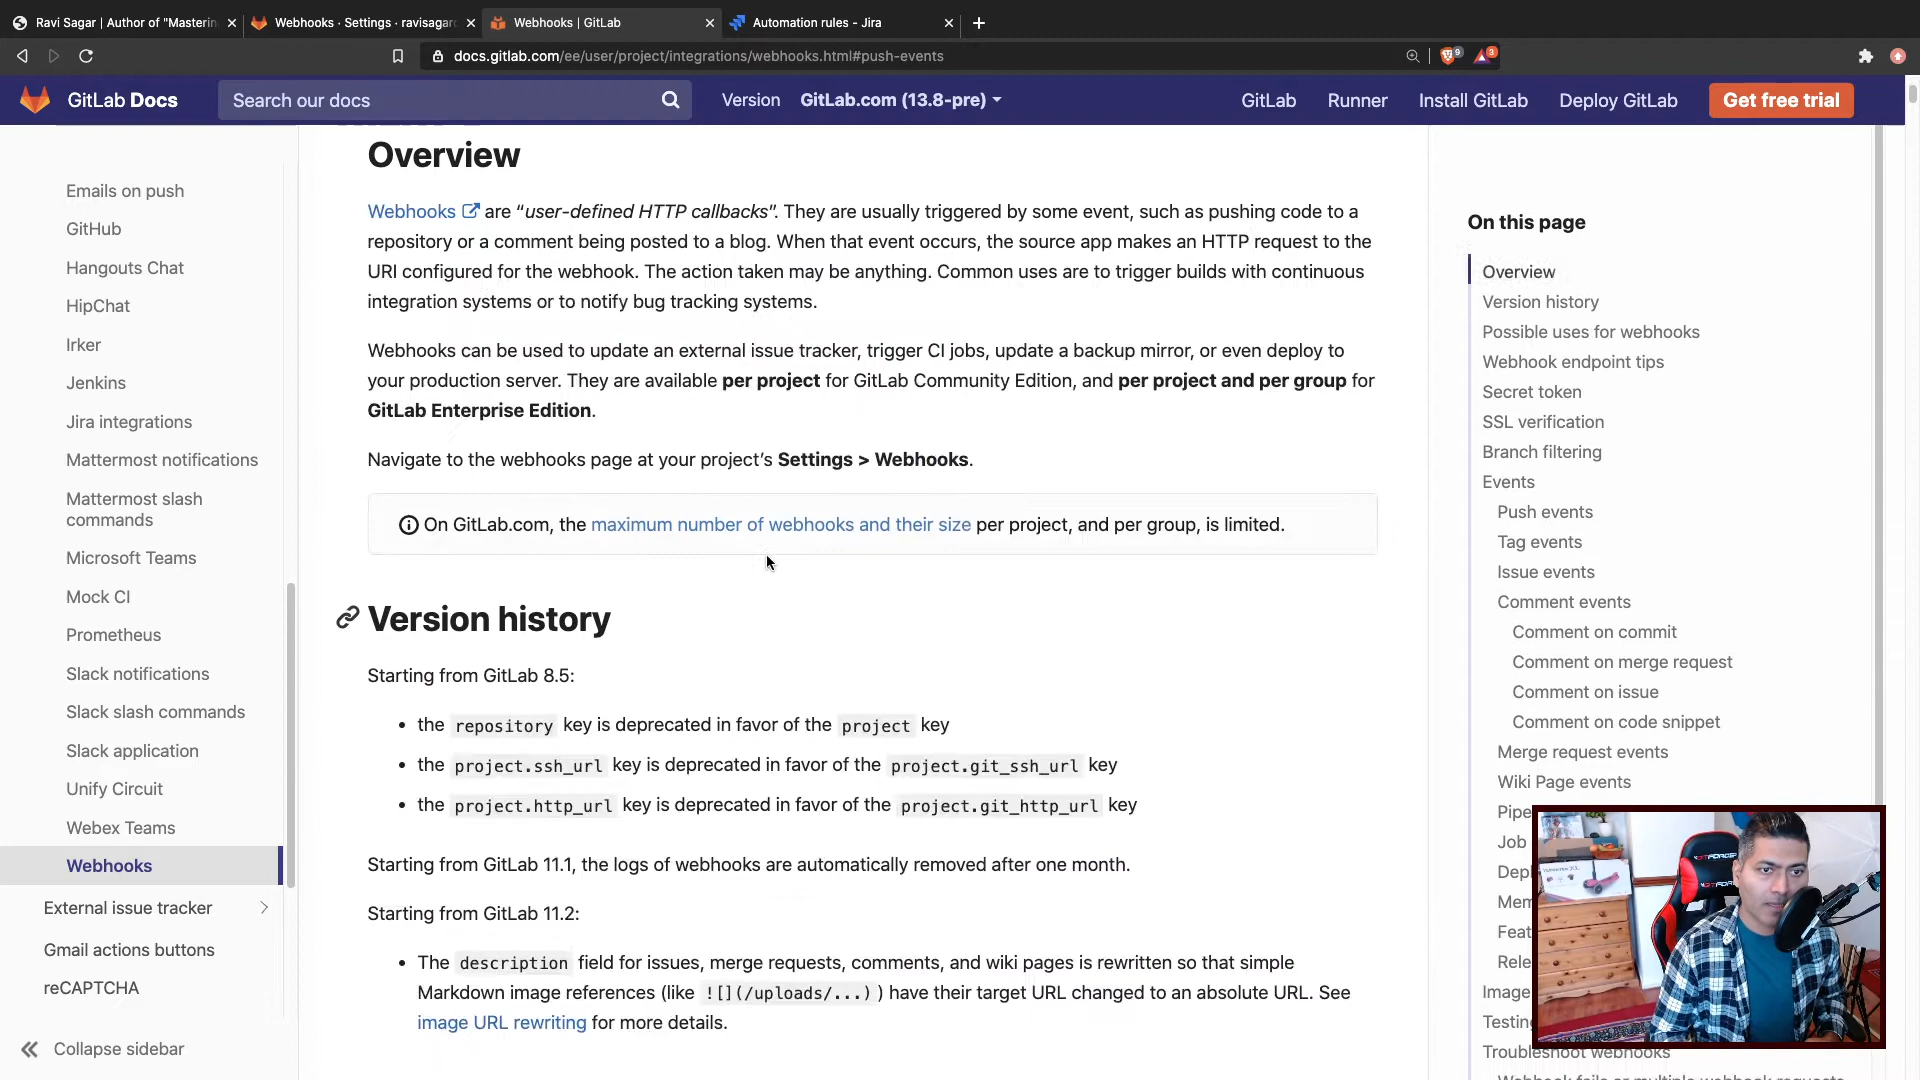 Ravi Sagar | Author of "Masterin
Webhooks · Settings · ravisagar
Webhooks | GitLab
Automation rules - Jira
docs.gitlab.com/ee/user/project/integrations/webhooks.html#push-events
9
3
GitLab Docs
Search our docs
Version
GitLab.com (13.8-pre)
GitLab
Runner
Install GitLab
Deploy GitLab
Get free trial
Emails on push
GitHub
Hangouts Chat
HipChat
Irker
Jenkins
Jira integrations
Mattermost notifications
Mattermost slash
commands
Microsoft Teams
Mock CI
Prometheus
Slack notifications
Slack slash commands
Slack application
Unify Circuit
Webex Teams
Webhooks
External issue tracker
Gmail actions buttons
reCAPTCHA
Collapse sidebar
Overview
Webhooks are “user-defined HTTP callbacks”. They are usually triggered by some event, such as pushing code to a
repository or a comment being posted to a blog. When that event occurs, the source app makes an HTTP request to the
URI configured for the webhook. The action taken may be anything. Common uses are to trigger builds with continuous
integration systems or to notify bug tracking systems.
Webhooks can be used to update an external issue tracker, trigger CI jobs, update a backup mirror, or even deploy to
your production server. They are available per project for GitLab Community Edition, and per project and per group for
GitLab Enterprise Edition.
Navigate to the webhooks page at your project’s Settings > Webhooks.
On GitLab.com, the maximum number of webhooks and their size per project, and per group, is limited.
Version history
Starting from GitLab 8.5:
• the repository key is deprecated in favor of the project key
• the project.ssh_url key is deprecated in favor of the project.git_ssh_url key
• the project.http_url key is deprecated in favor of the project.git_http_url key
Starting from GitLab 11.1, the logs of webhooks are automatically removed after one month.
Starting from GitLab 11.2:
• The description field for issues, merge requests, comments, and wiki pages is rewritten so that simple
Markdown image references (like ![](/uploads/...) ) have their target URL changed to an absolute URL. See
image URL rewriting for more details.
On this page
Overview
Version history
Possible uses for webhooks
Webhook endpoint tips
Secret token
SSL verification
Branch filtering
Events
Push events
Tag events
Issue events
Comment events
Comment on commit
Comment on merge request
Comment on issue
Comment on code snippet
Merge request events
Wiki Page events
Pipe
Job
Depl
Mem
Feat
Rele
Image
Testing
Troubleshoot webhooks
Webhook fails or multiple webhook requests